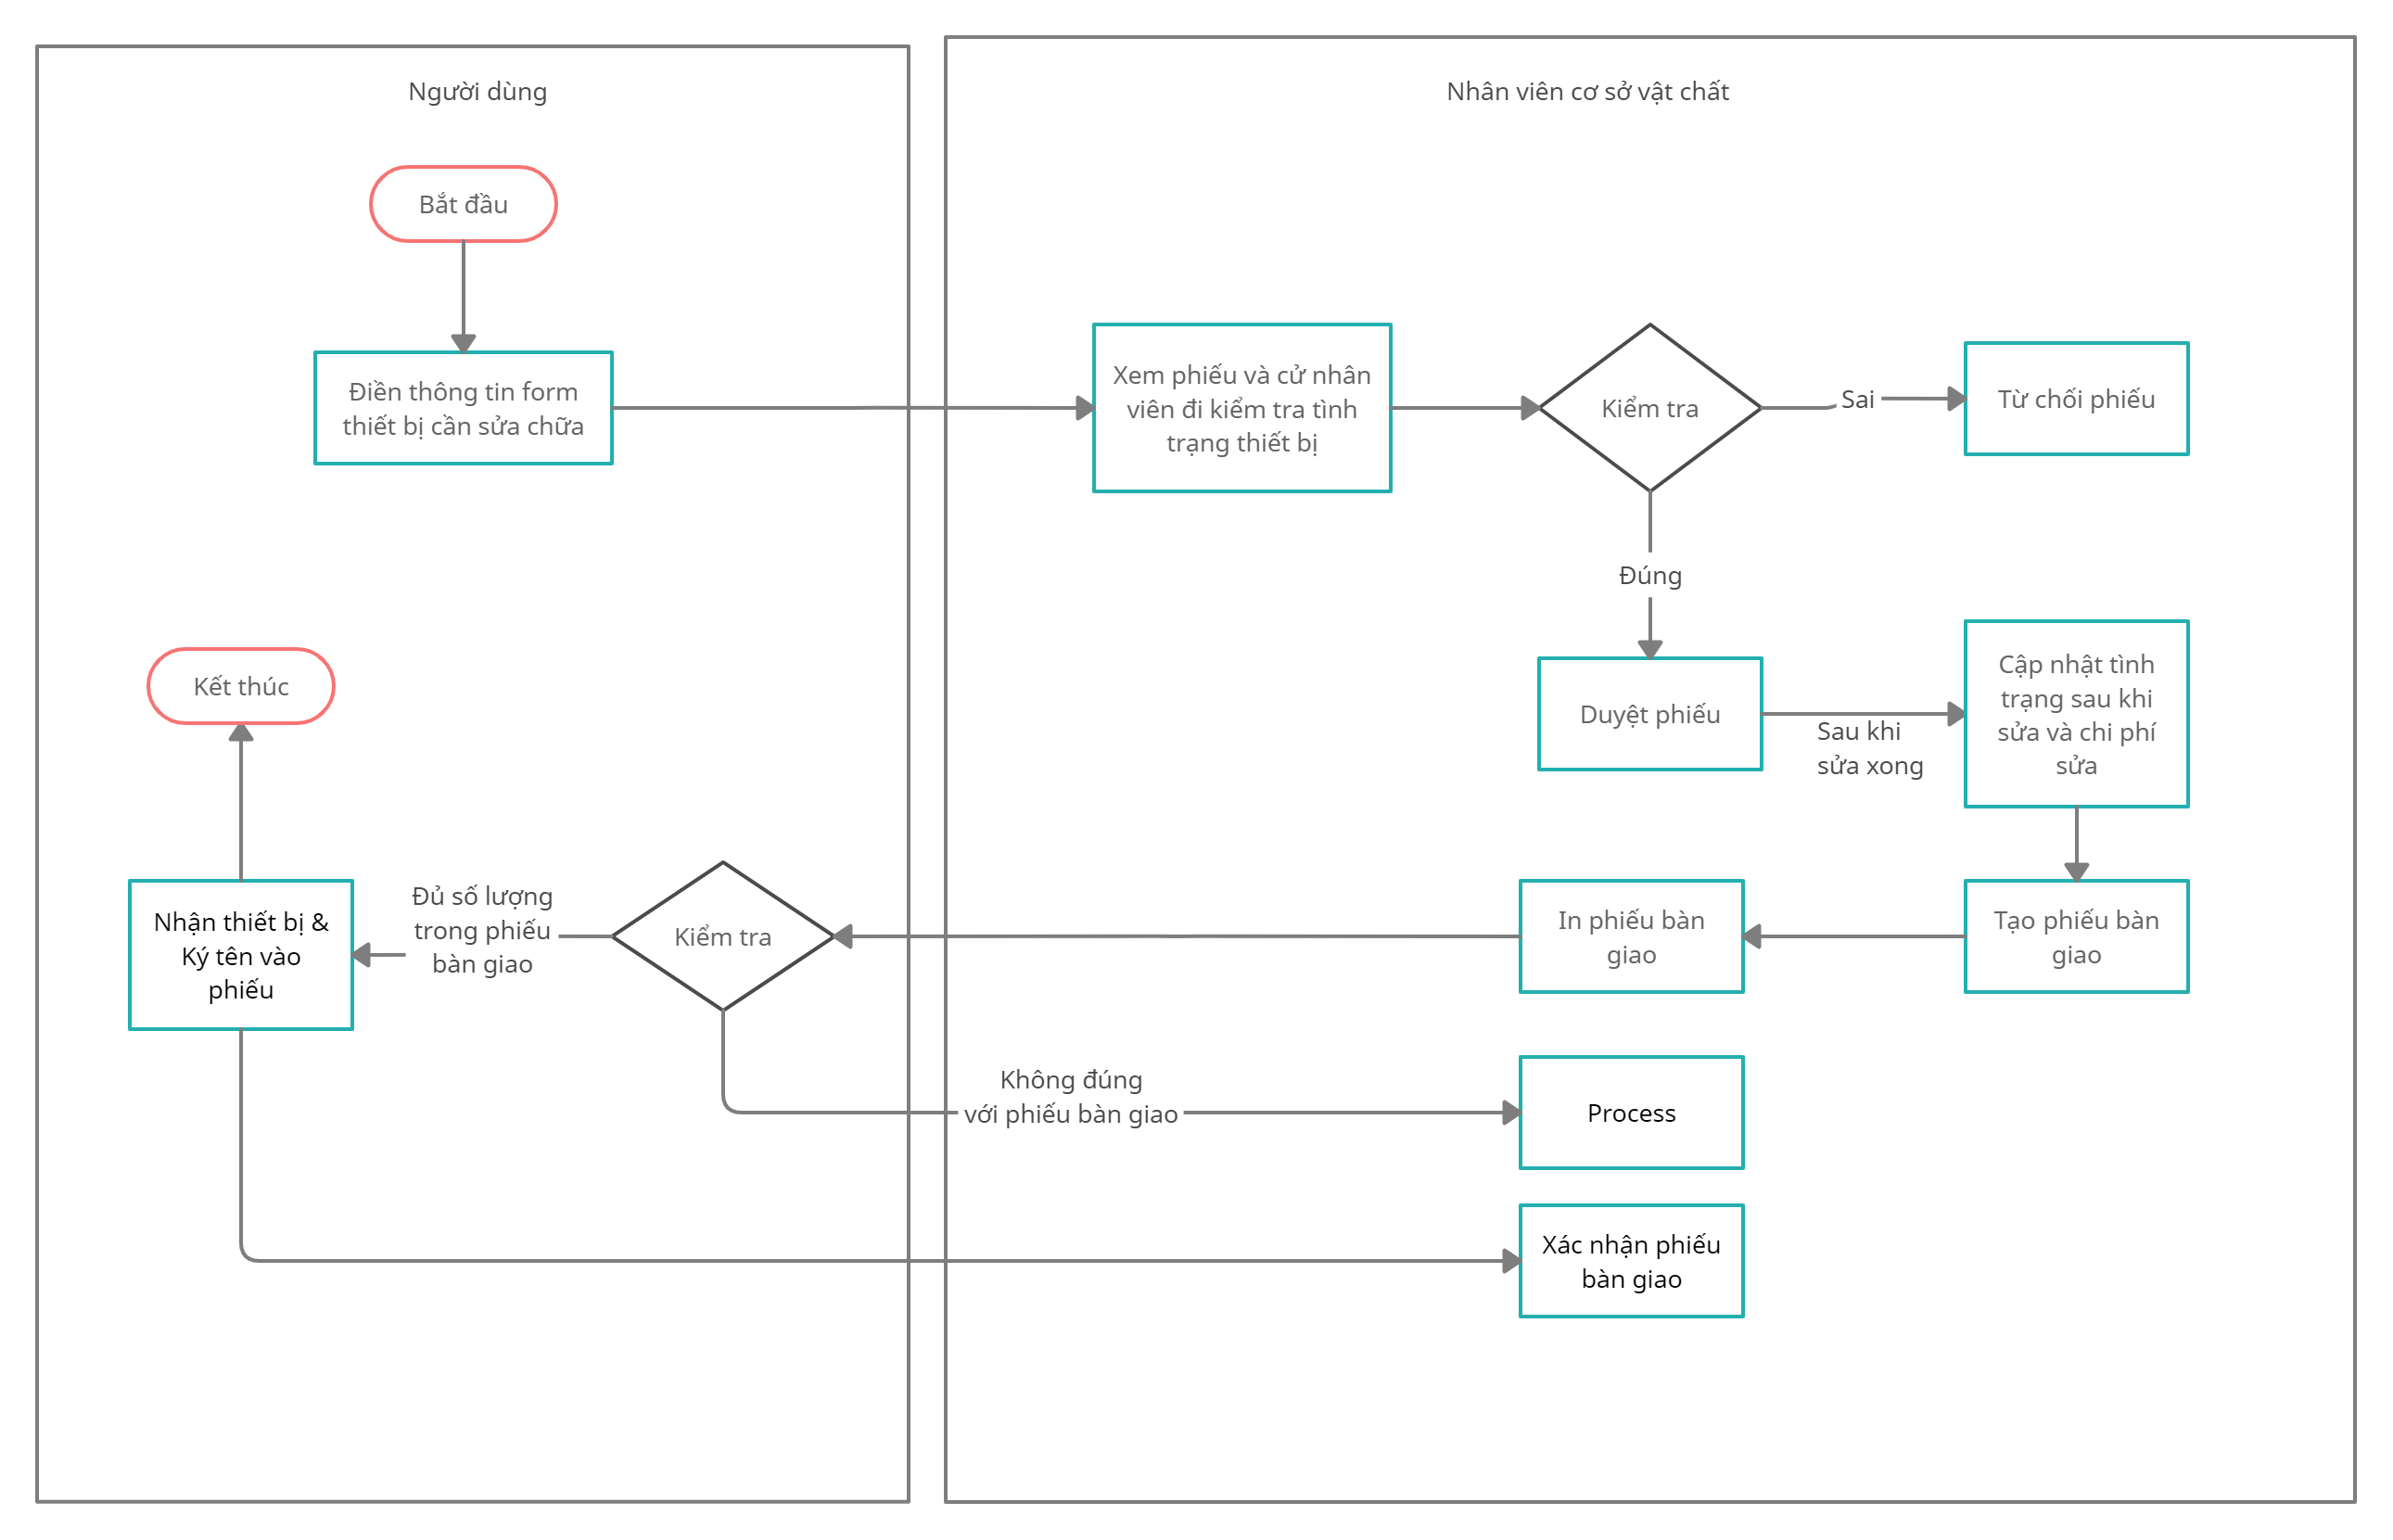 Người dùng
Nhân viên cơ sở vật chất
Bắt đầu
Điền thông tin form
thiết bị cần sửa chữa
Xem phiếu và cử nhân
viên đi kiểm tra tình
trạng thiết bị
Kiểm tra
Sai
Từ chối phiếu
Đúng
Kết thúc
Duyệt phiếu
Sau khi
sửa xong
Cập nhật tình
trạng sau khi
sửa và chi phí
sửa
Nhận thiết bị &
Ký tên vào
phiếu
Đủ số lượng
trong phiếu
bàn giao
Kiểm tra
In phiếu bàn
giao
Tạo phiếu bàn
giao
Không đúng
với phiếu bàn giao
Process
Xác nhận phiếu
bàn giao